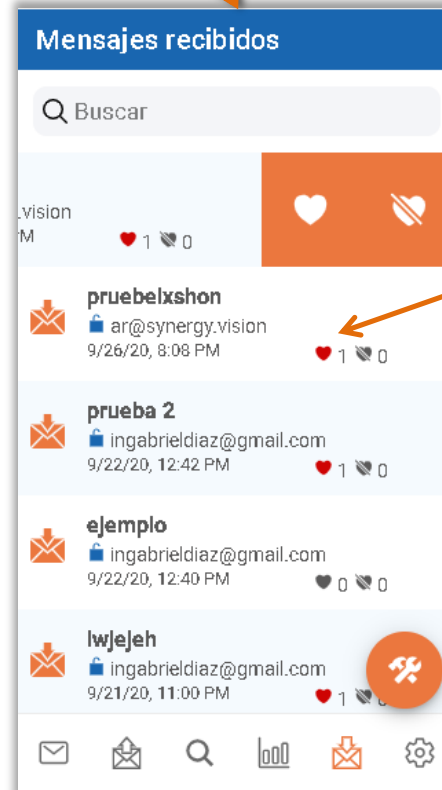 Mensajes recibidos
Buscar
.vision
1 0
pruebelxshon
ar@synergy.vision
9/26/20, 8:08 PM 1 0
prueba 2
ingabrieldiaz@gmail.com
9/22/20, 12:42 PM 1 0
ejemplo
ingabrieldiaz@gmail.com
9/22/20, 12:40 PM 0 0
lwjejeh
ingabrieldiaz@gmail.com
9/21/20, 11:00 PM 1